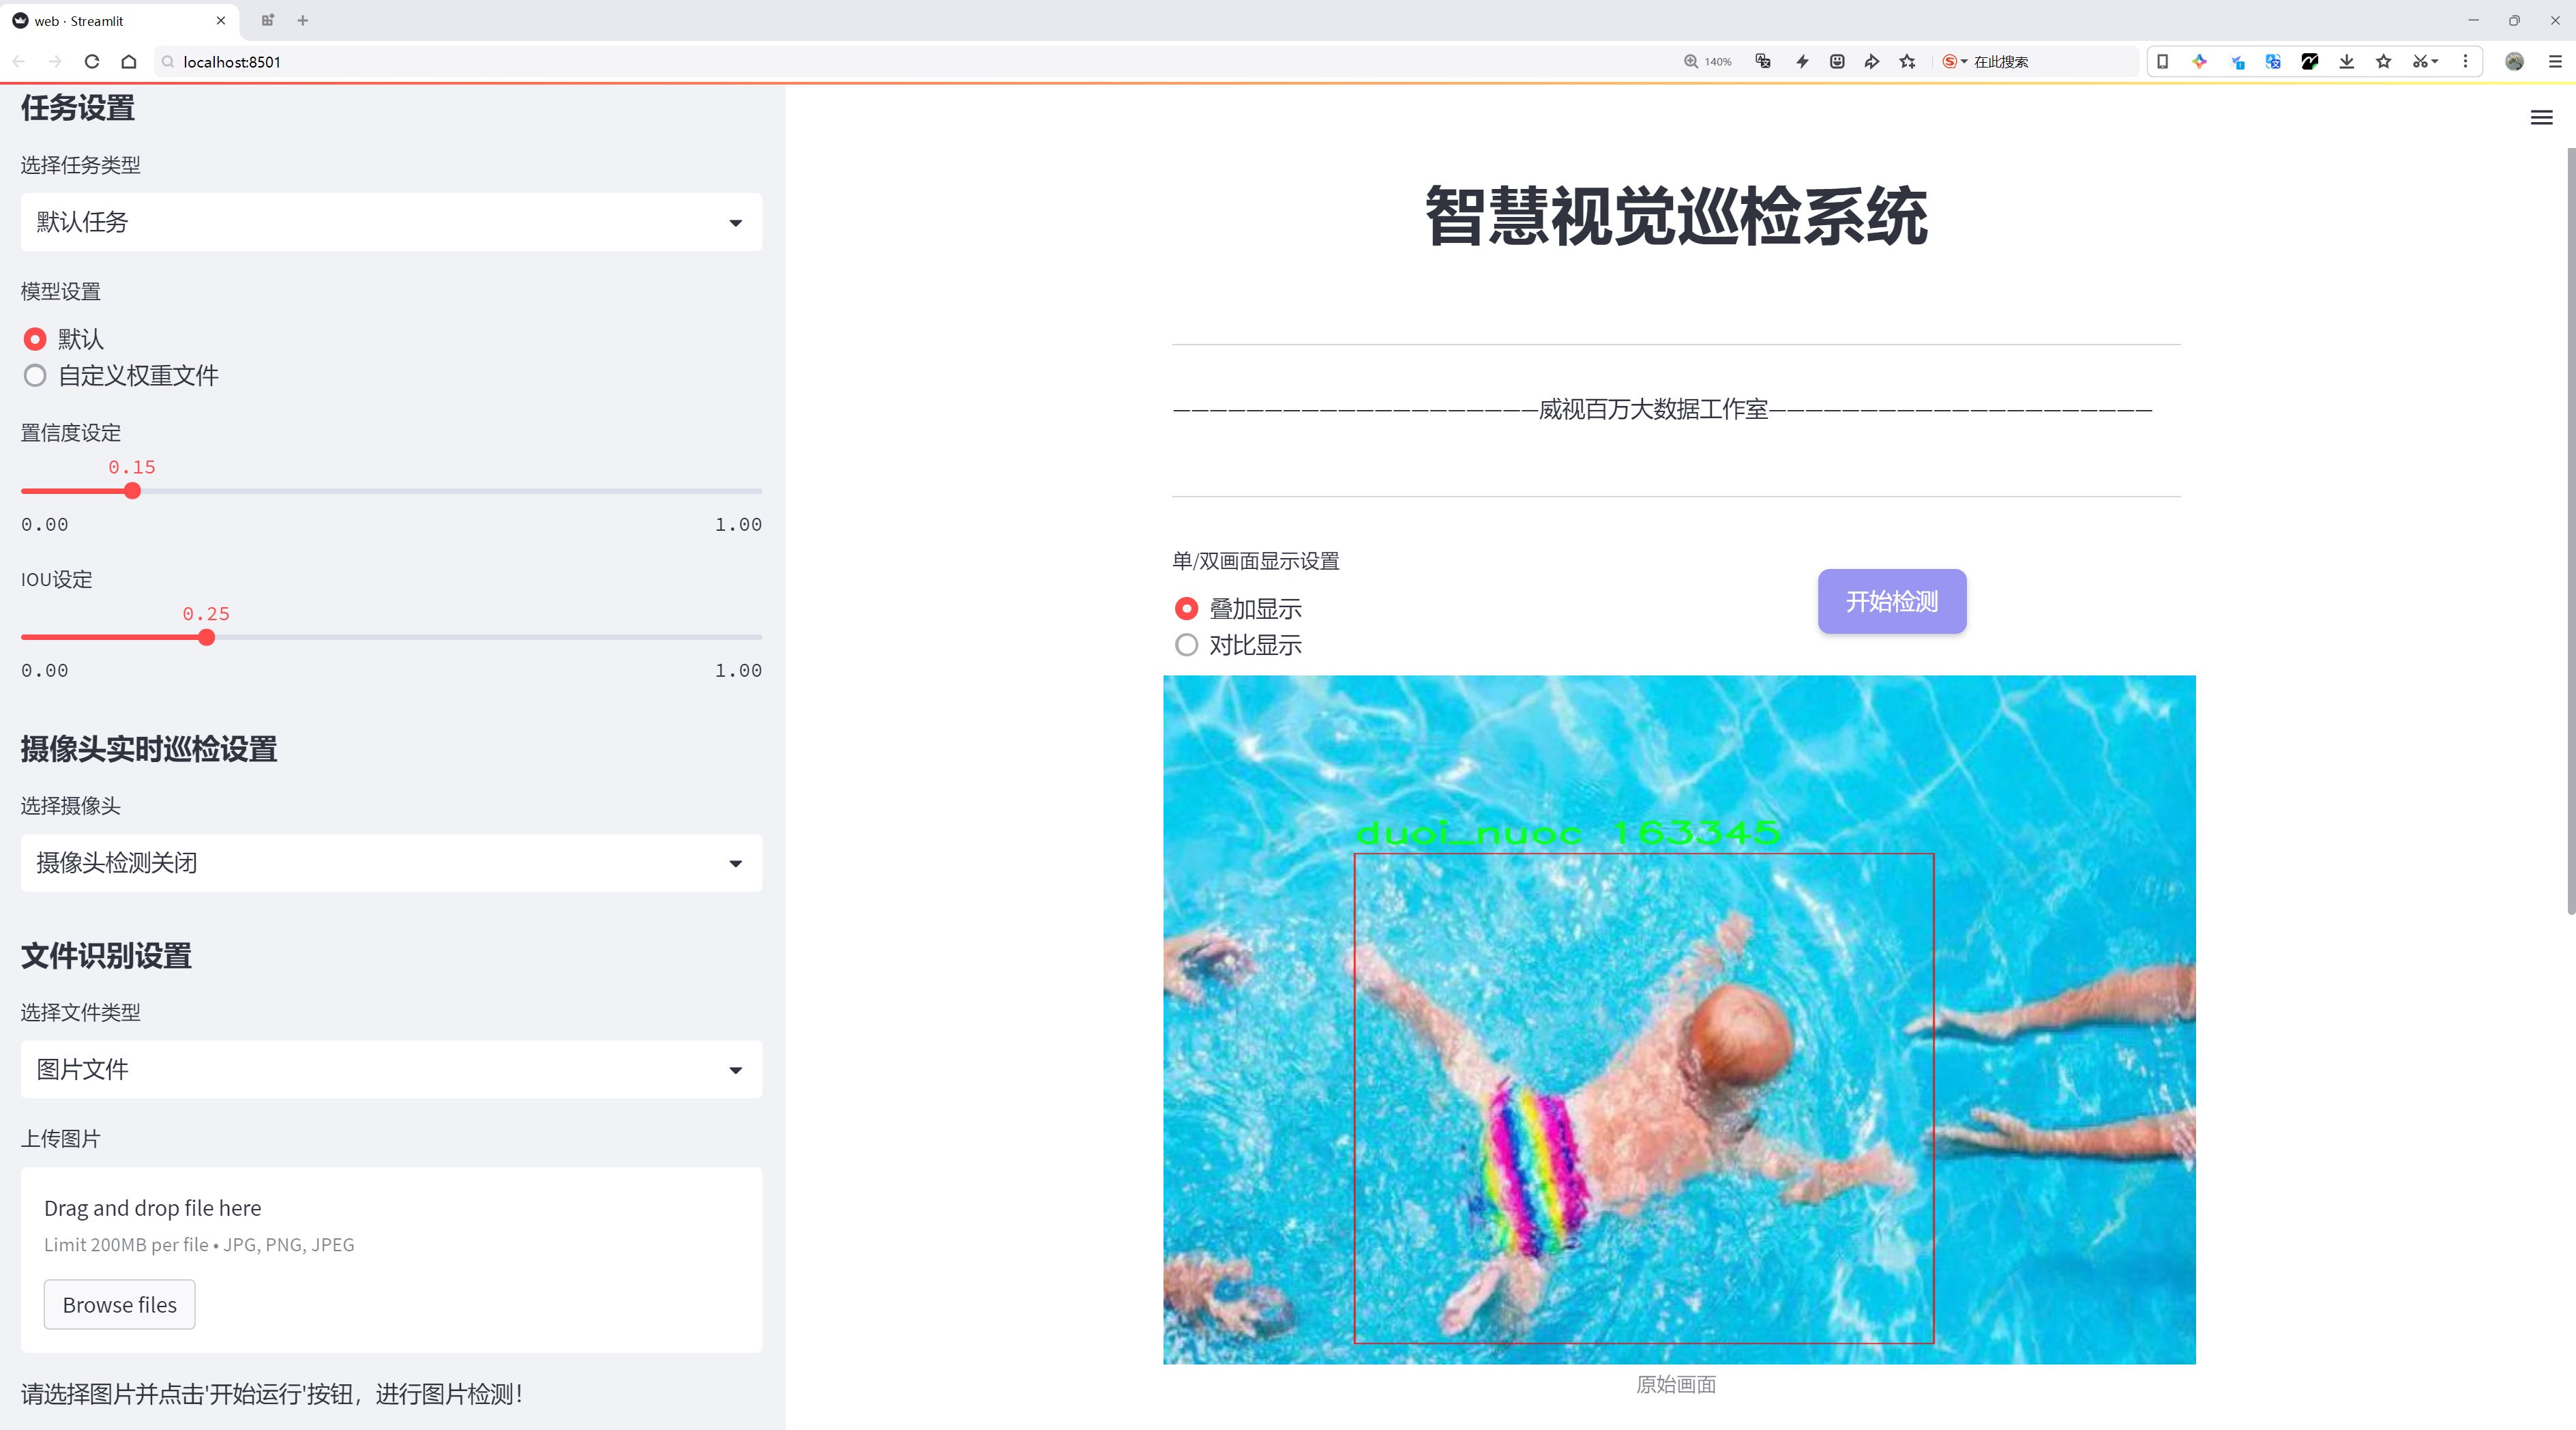 web · Streamlit
localhost:8501
140%
在此搜索
任务设置
选择任务类型
默认任务
模型设置
默认
自定义权重文件
置信度设定
0.15
0.00
1.00
IOU设定
0.25
0.00
1.00
摄像头实时巡检设置
选择摄像头
摄像头检测关闭
文件识别设置
选择文件类型
图片文件
上传图片
Drag and drop file here
Limit 200MB per file • JPG, PNG, JPEG
Browse files
请选择图片并点击'开始运行'按钮，进行图片检测！
智慧视觉巡检系统
————————————————————威视百万大数据工作室—————————————————————
单/双画面显示设置
叠加显示
对比显示
开始检测
duoi_nuoc 163345
原始画面